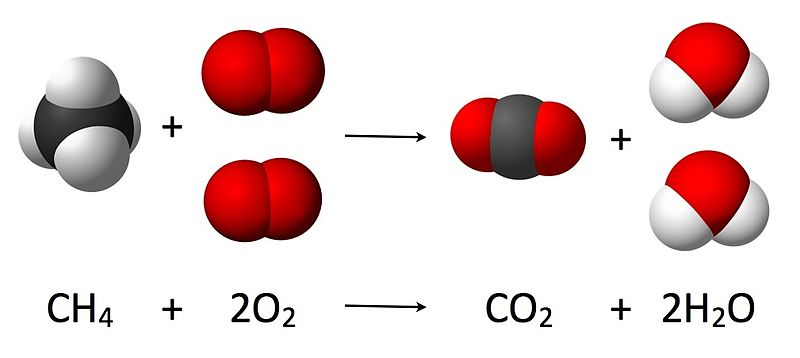 + → +
CH₄ + 2O₂ → CO₂ + 2H₂O